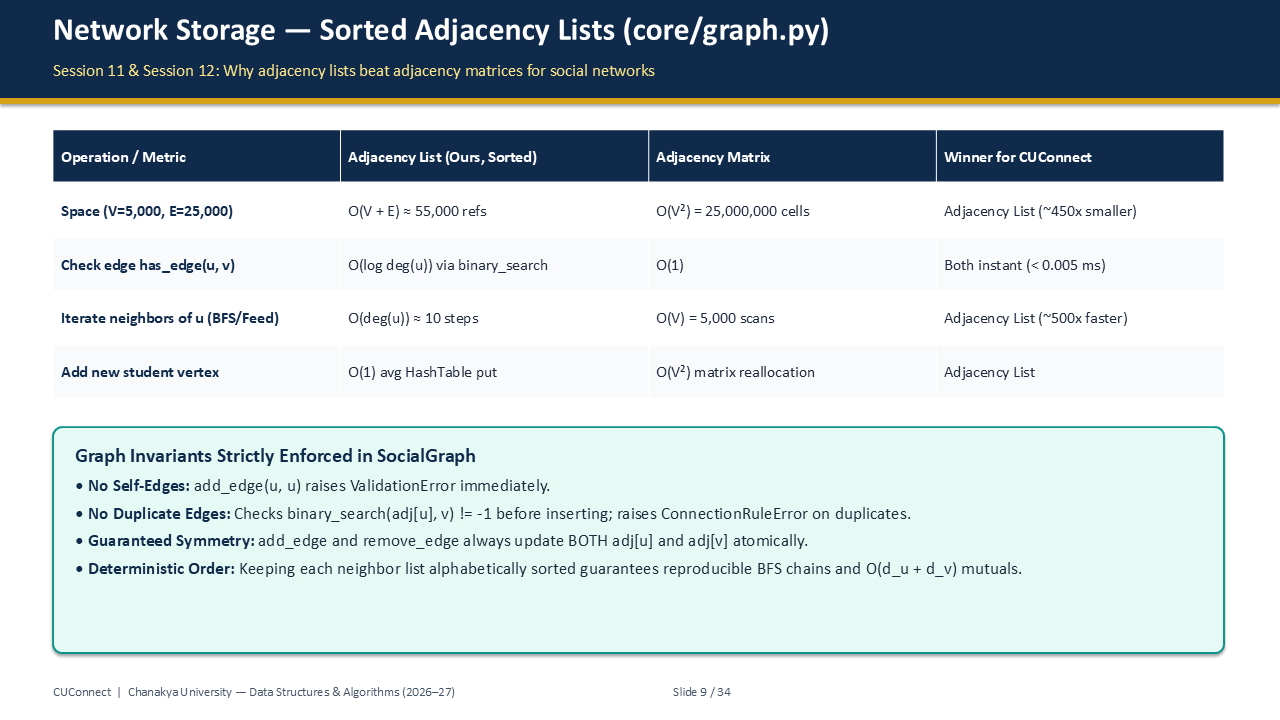 Network Storage — Sorted Adjacency Lists (core/graph.py)
Session 11 & Session 12: Why adjacency lists beat adjacency matrices for social networks
Operation / Metric Adjacency List (Ours, Sorted) Adjacency Matrix Winner for CUConnect
Space (V=5,000, E=25,000) O(V + E) ≈ 55,000 refs O(V²) = 25,000,000 cells Adjacency List (~450x smaller)
Check edge has_edge(u, v) O(log deg(u)) via binary_search O(1) Both instant (< 0.005 ms)
Iterate neighbors of u (BFS/Feed) O(deg(u)) ≈ 10 steps O(V) = 5,000 scans Adjacency List (~500x faster)
Add new student vertex O(1) avg HashTable put O(V²) matrix reallocation Adjacency List
Graph Invariants Strictly Enforced in SocialGraph
• No Self-Edges: add_edge(u, u) raises ValidationError immediately.
• No Duplicate Edges: Checks binary_search(adj[u], v) != -1 before inserting; raises ConnectionRuleError on duplicates.
• Guaranteed Symmetry: add_edge and remove_edge always update BOTH adj[u] and adj[v] atomically.
• Deterministic Order: Keeping each neighbor list alphabetically sorted guarantees reproducible BFS chains and O(d_u + d_v) mutuals.
CUConnect | Chanakya University — Data Structures & Algorithms (2026–27) Slide 9 / 34